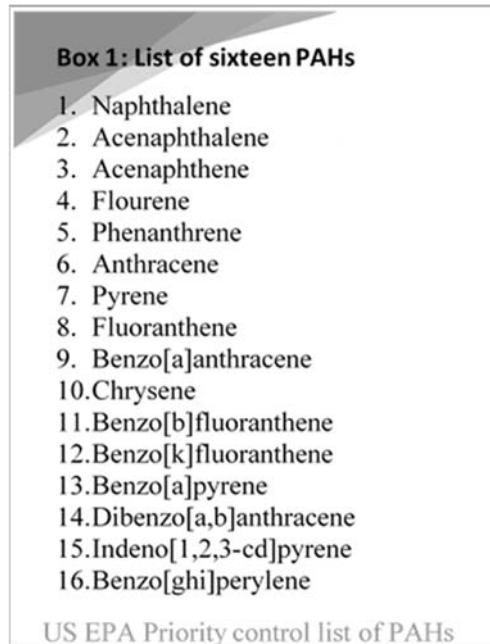 Box 1: List of sixteen PAHs
1. Naphthalene
2. Acenaphthalene
3. Acenaphthene
4. Flourene
5. Phenanthrene
6. Anthracene
7. Pyrene
8. Fluoranthene
9. Benzo[a]anthracene
10.Chrysene
11.Benzo[b]fluoranthene
12.Benzo[k]fluoranthene
13.Benzo[a]pyrene
14.Dibenzo[a,b]anthracene
15.Indeno[1,2,3-cd]pyrene
16.Benzo[ghi]perylene
US EPA Priority control list of PAHs